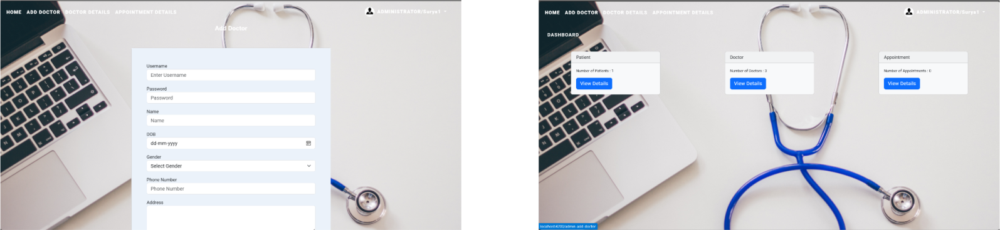 HOME ADD DOCTOR DOCTOR DETAILS APPOINTMENT DETAILS ADMINISTRATOR/Surya1
Add Doctor
Username
Enter Username
Password
Password
Name
Name
DOB
dd-mm-yyyy
Gender
Select Gender
Phone Number
Phone Number
Address
HOME ADD DOCTOR DOCTOR DETAILS APPOINTMENT DETAILS ADMINISTRATOR/Surya1
DASHBOARD
Patient Doctor Appointment
Number of Patients : 1 Number of Doctors : 3 Number of Appointments : 0
View Details View Details View Details
localhost:4200/admin-add-doctor